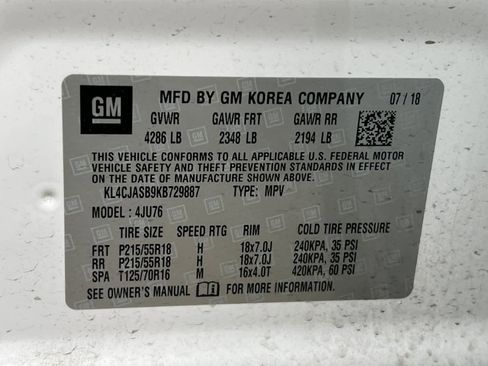 GM
MFD BY GM KOREA COMPANY 07/18
GVWR GAWR FRT GAWR RR
4286 LB 2348 LB 2194 LB
THIS VEHICLE CONFORMS TO ALL APPLICABLE U.S. FEDERAL MOTOR
VEHICLE SAFETY AND THEFT PREVENTION STANDARDS IN
EFFECT ON THE DATE OF MANUFACTURE SHOWN ABOVE.
KL4CJASB9KB729887 TYPE: MPV
MODEL: 4JU76
TIRE SIZE SPEED RTG RIM COLD TIRE PRESSURE
FRT P215/55R18 H 18x7.0J 240KPA, 35 PSI
RR P215/55R18 H 18x7.0J 240KPA, 35 PSI
SPA T125/70R16 M 16x4.0T 420KPA, 60 PSI
SEE OWNER'S MANUAL FOR MORE INFORMATION.